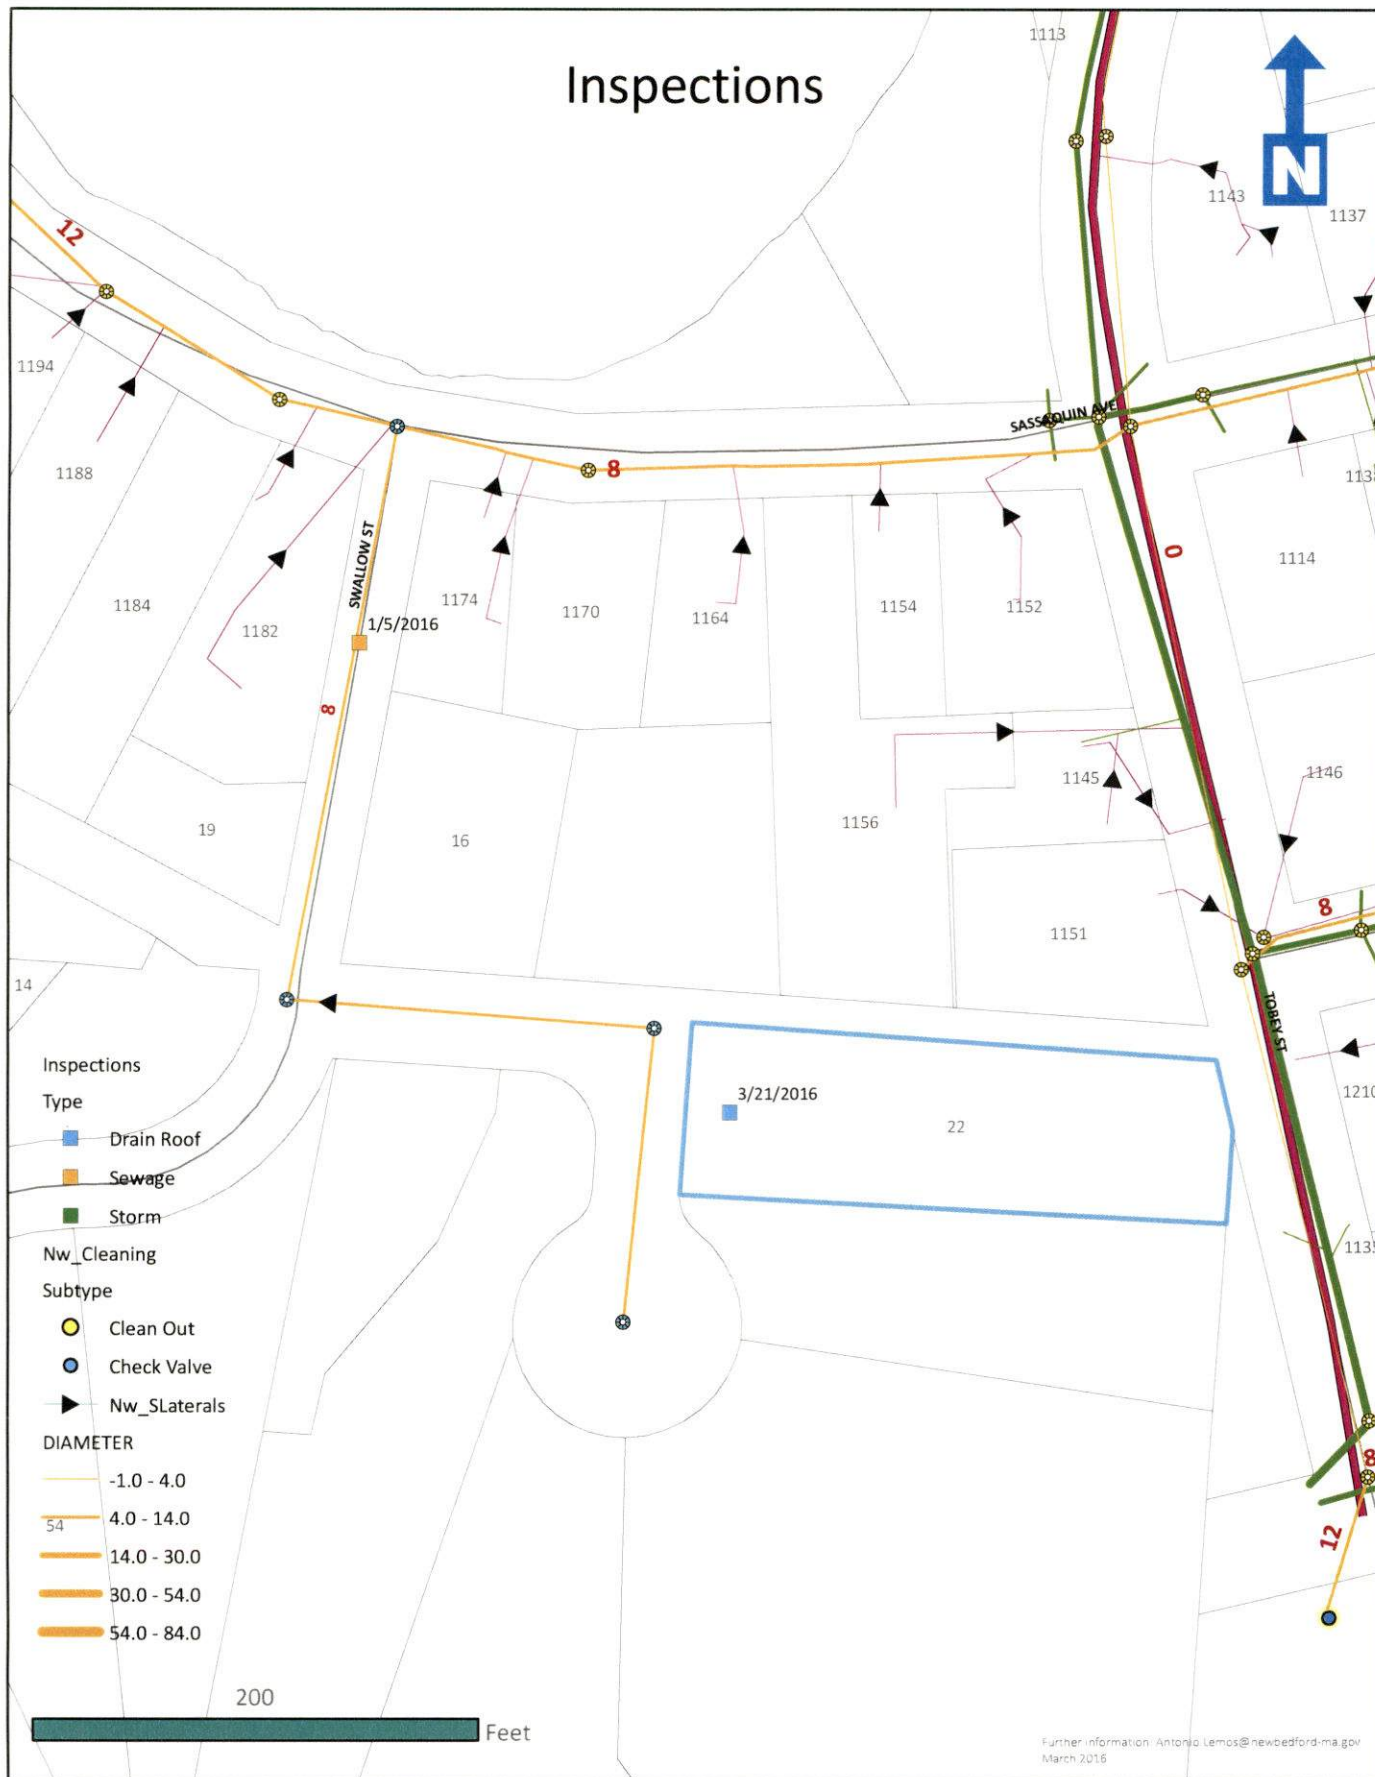 Inspections
1113
N
1143
1137
12
1194
SASSAQUIN AVE
8
1188
SWALLOW ST
0
1114
1184
1182
1/5/2016
1174
1170
1164
1154
1152
8
1145
1146
19
16
1156
8
1151
14
TOBEY ST
Inspections
Type
3/21/2016
22
1210
Drain Roof
Sewage
Storm
Nw_Cleaning
1135
Subtype
Clean Out
Check Valve
Nw_SLaterals
DIAMETER
8
-1.0 - 4.0
4.0 - 14.0
54
12
14.0 - 30.0
30.0 - 54.0
54.0 - 84.0
200
Feet
Further information: Antonio.Lemos@newbedford-ma.gov
March 2016